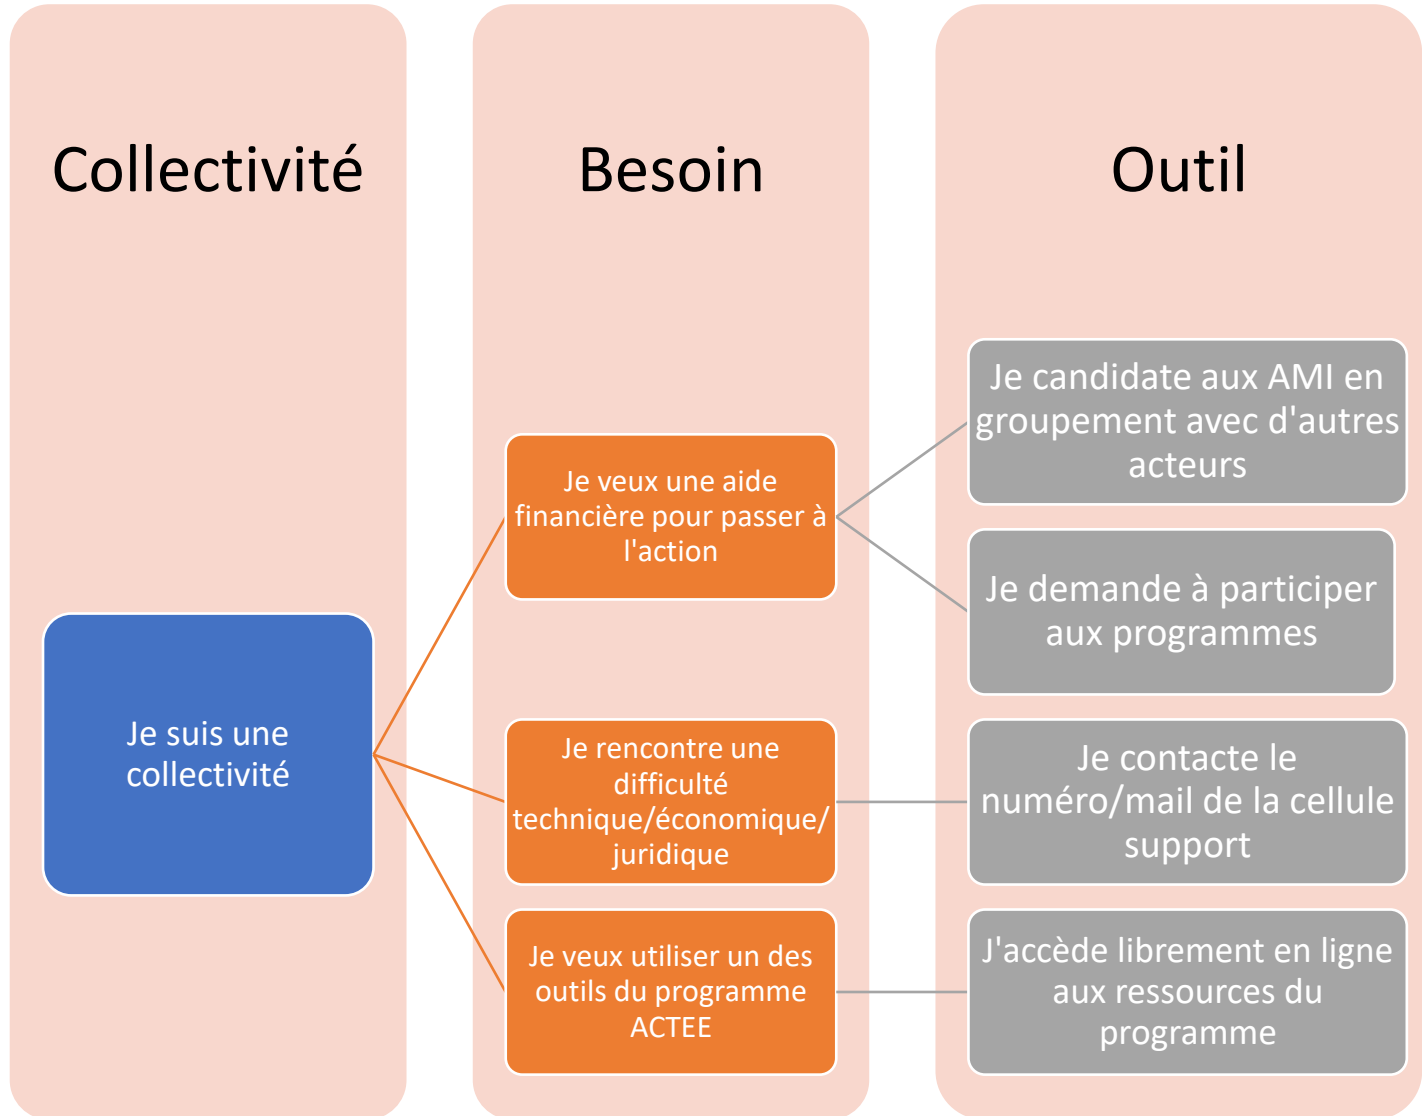 Collectivité
Besoin
Outil
Je suis une
collectivité
Je veux une aide
financière pour passer à
l'action
Je rencontre une
difficulté
technique/économique/
juridique
Je veux utiliser un des
outils du programme
ACTEE
Je candidate aux AMI en
groupement avec d'autres
acteurs
Je demande à participer
aux programmes
Je contacte le
numéro/mail de la cellule
support
J'accède librement en ligne
aux ressources du
programme